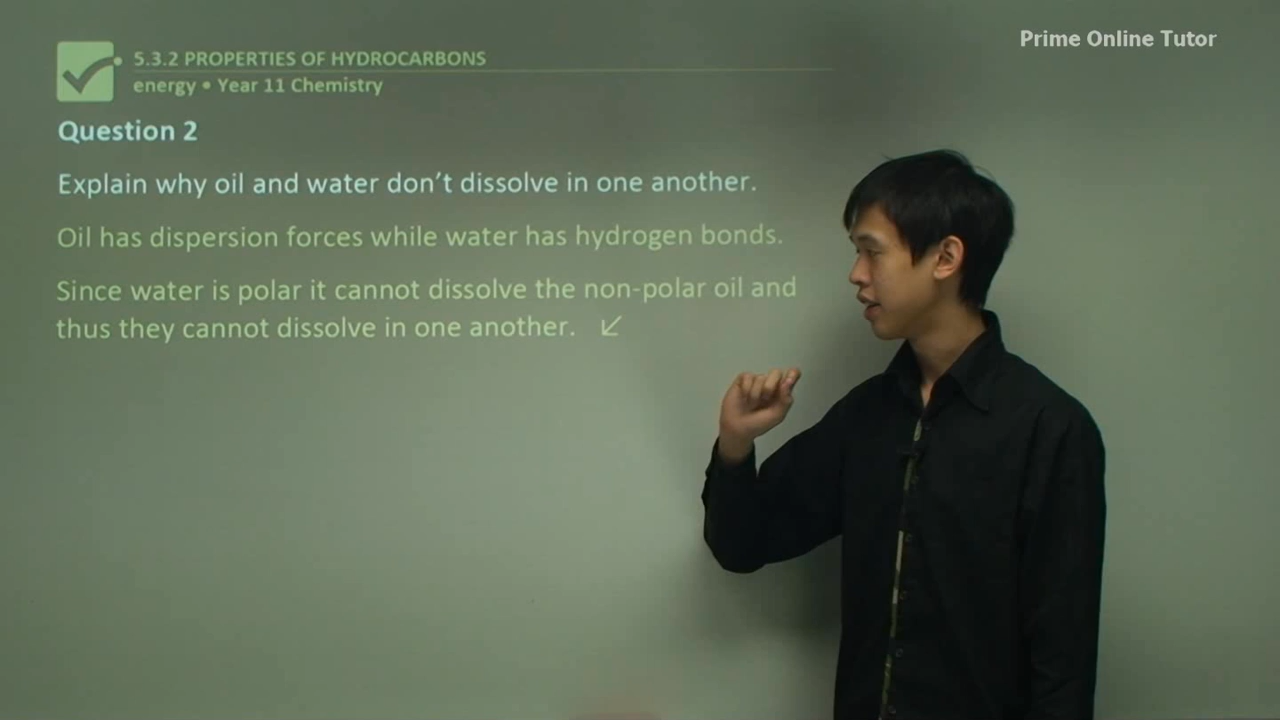 Prime Online Tutor
5.3.2 PROPERTIES OF HYDROCARBONS
energy • Year 11 Chemistry
Question 2
Explain why oil and water don't dissolve in one another.
Oil has dispersion forces while water has hydrogen bonds.
Since water is polar it cannot dissolve the non-polar oil and
thus they cannot dissolve in one another.